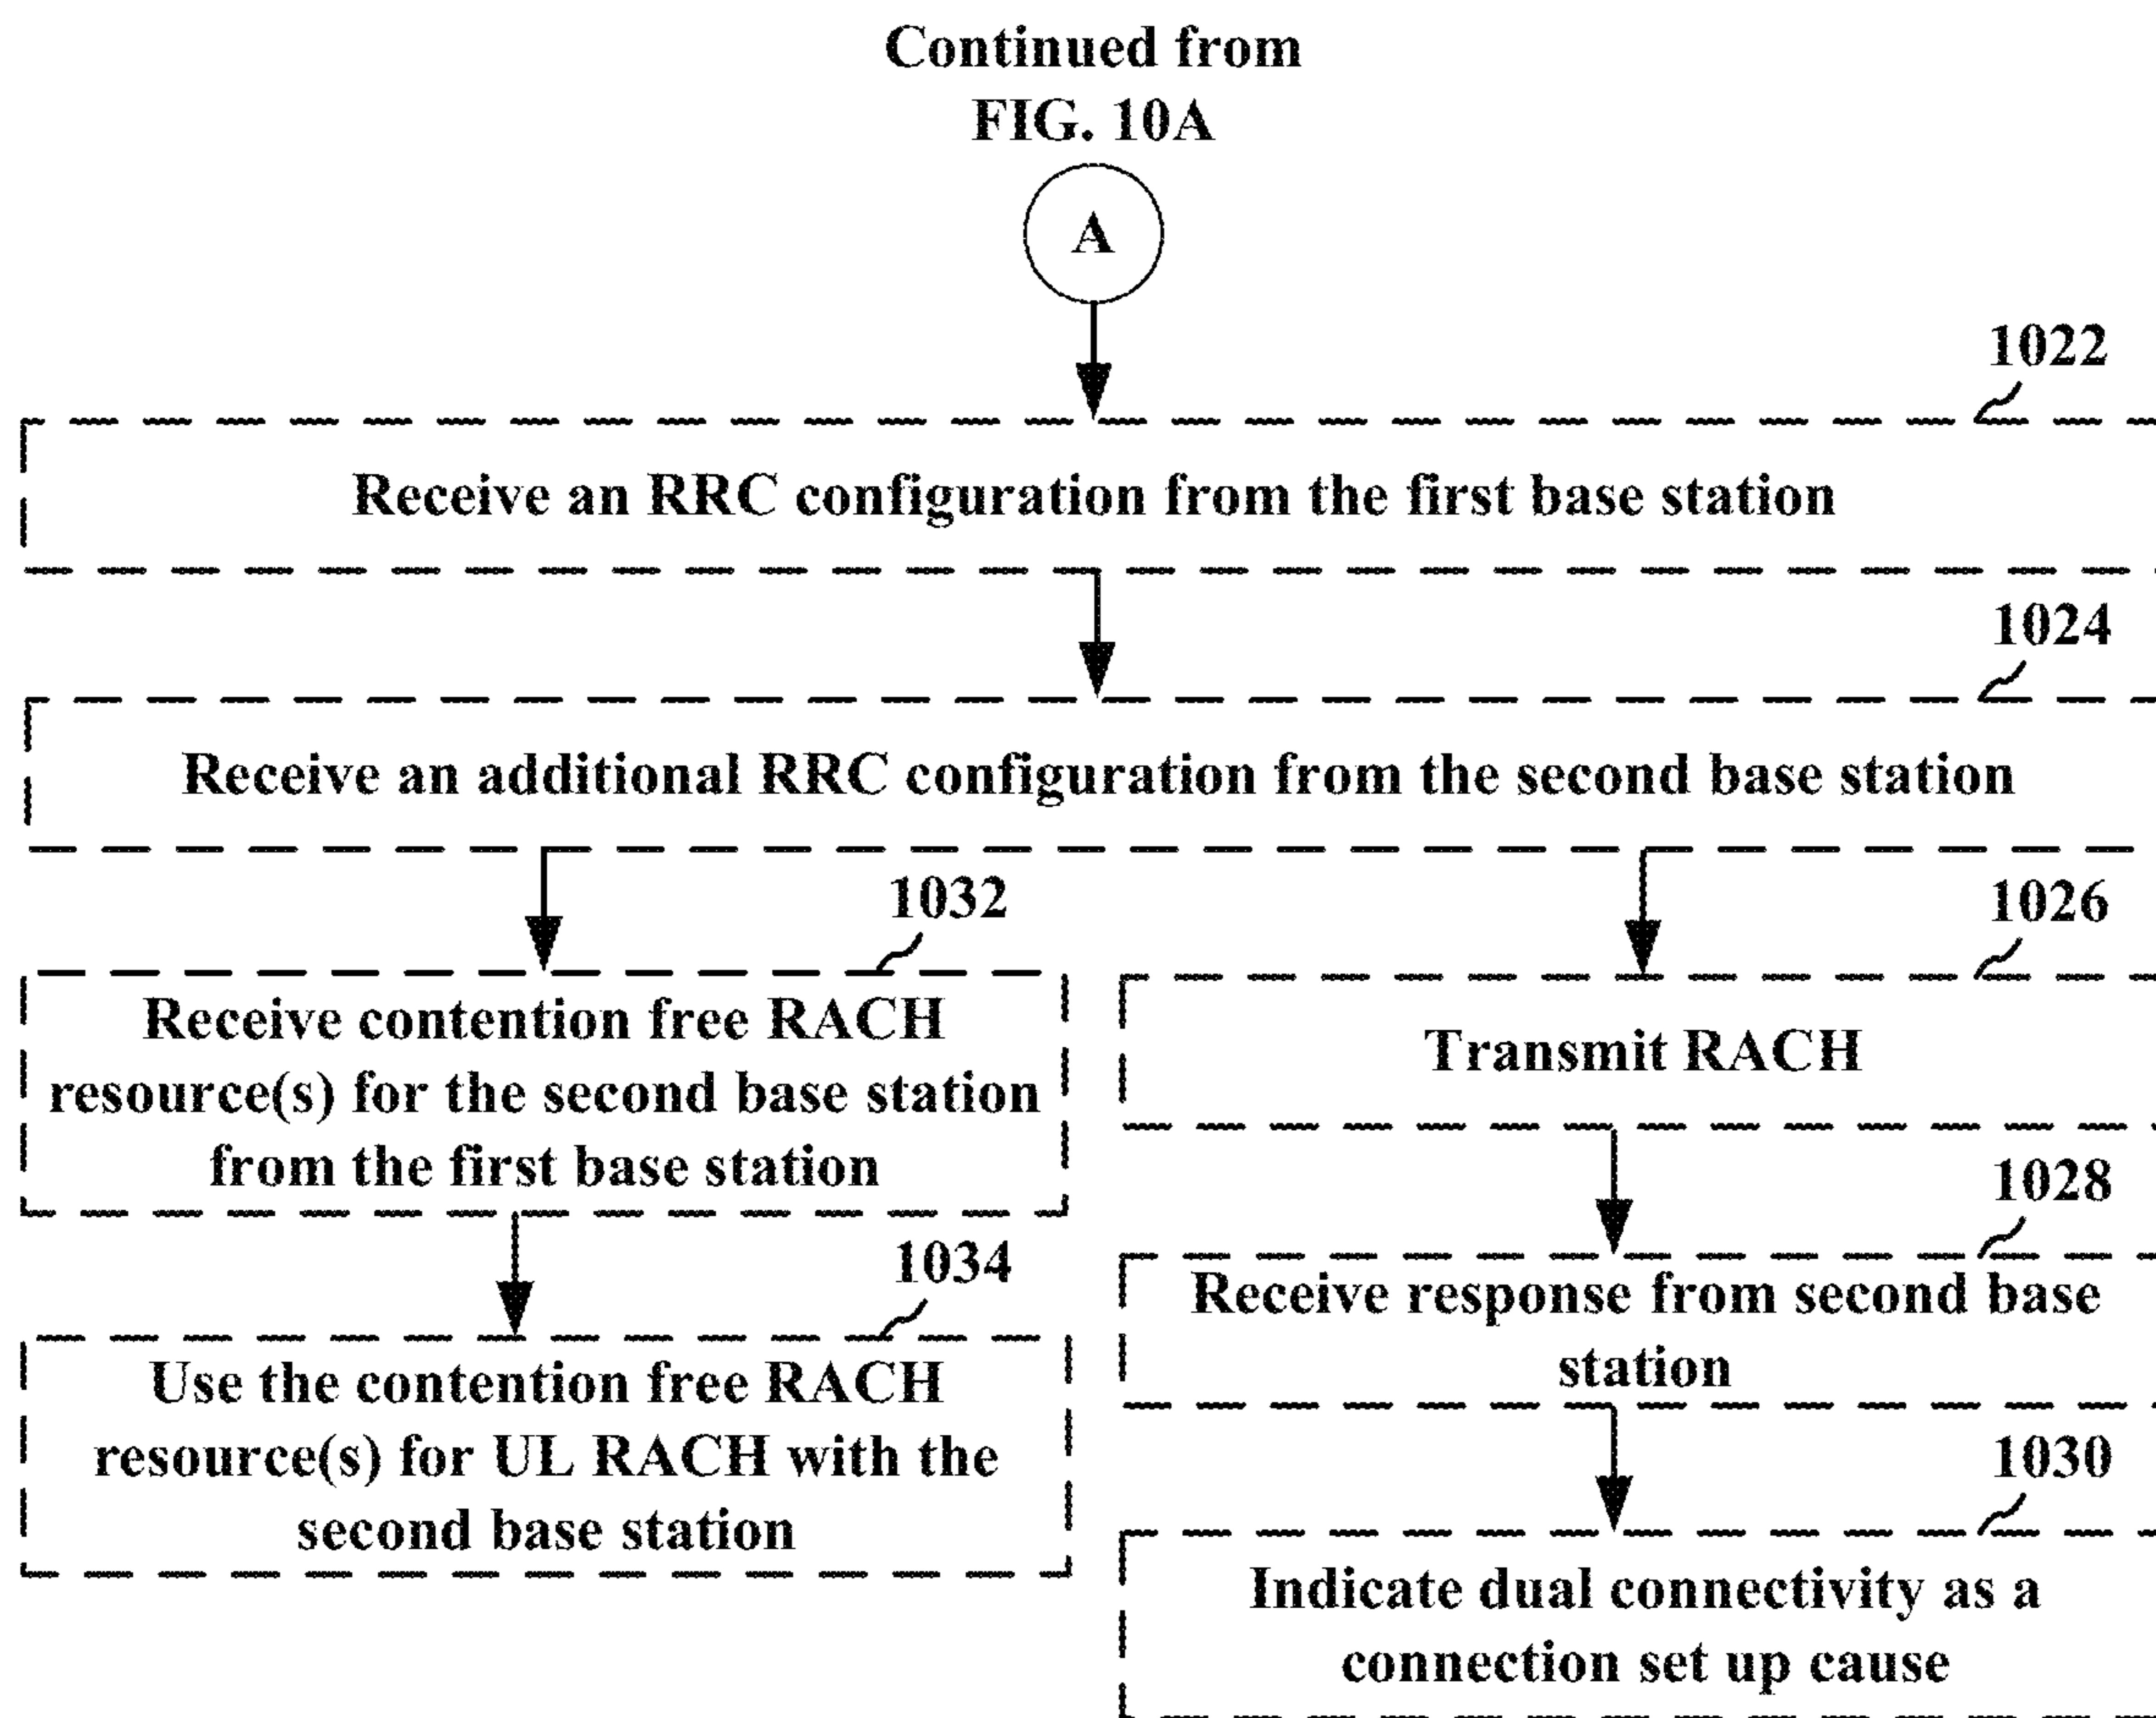 Continued from
FIG. 10A
A
1022
Receive an RRC configuration from the first base station
1024
Receive an additional RRC configuration from the second base station
1032
Receive contention free RACH
resource(s) for the second base station
from the first base station
1034
Use the contention free RACH
resource(s) for UL RACH with the
second base station
1026
Transmit RACH
1028
Receive response from second base
station
1030
Indicate dual connectivity as a
connection set up cause